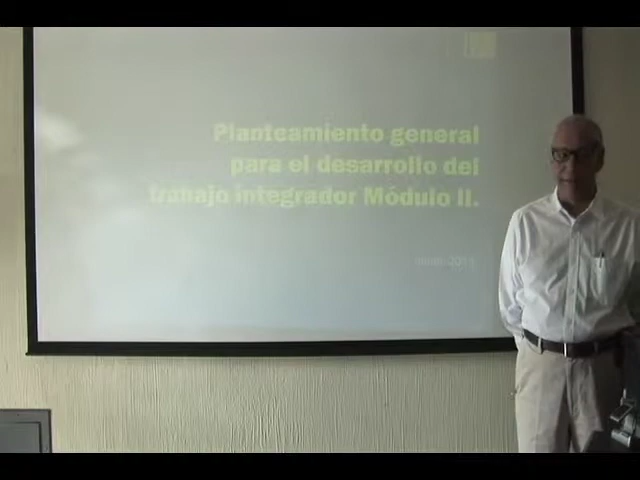 Planteamiento general
para el desarrollo del
trabajo integrador Módulo II.